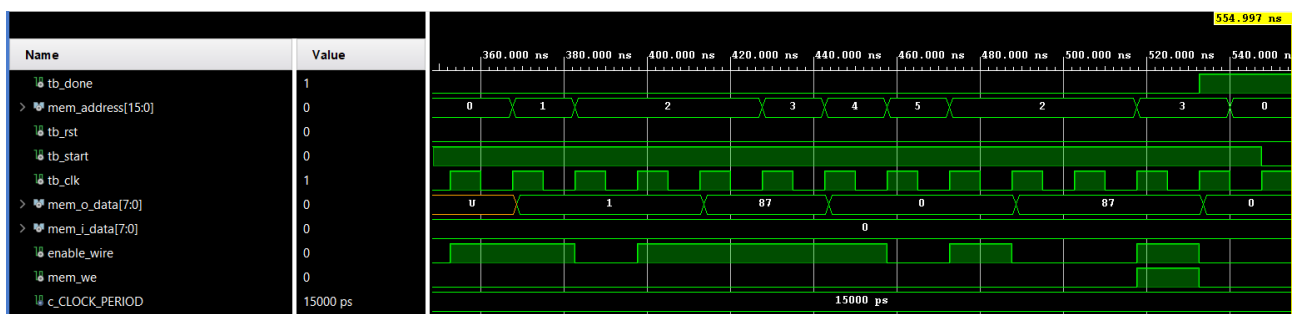 554.997 ns
Name Value
360.000 ns 380.000 ns 400.000 ns 420.000 ns 440.000 ns 460.000 ns 480.000 ns 500.000 ns 520.000 ns 540.000 n
tb_done 1
mem_address[15:0] 0 0 1 2 3 4 5 2 3 0
tb_rst 0
tb_start 0
tb_clk 1
mem_o_data[7:0] 0 U 1 87 0 87 0
mem_i_data[7:0] 0 0
enable_wire 0
mem_we 0
c_CLOCK_PERIOD 15000 ps 15000 ps